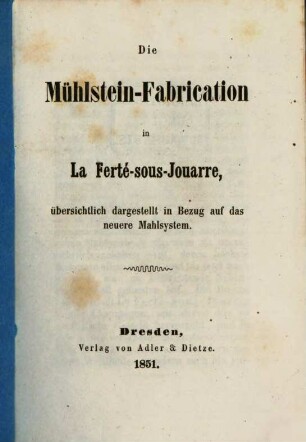 Die
Mühlstein-Fabrication
in
La Ferté-sous-Jouarre,
übersichtlich dargestellt in Bezug auf das
neuere Mahlsystem.
Dresden,
Verlag von Adler & Dietze.
1851.